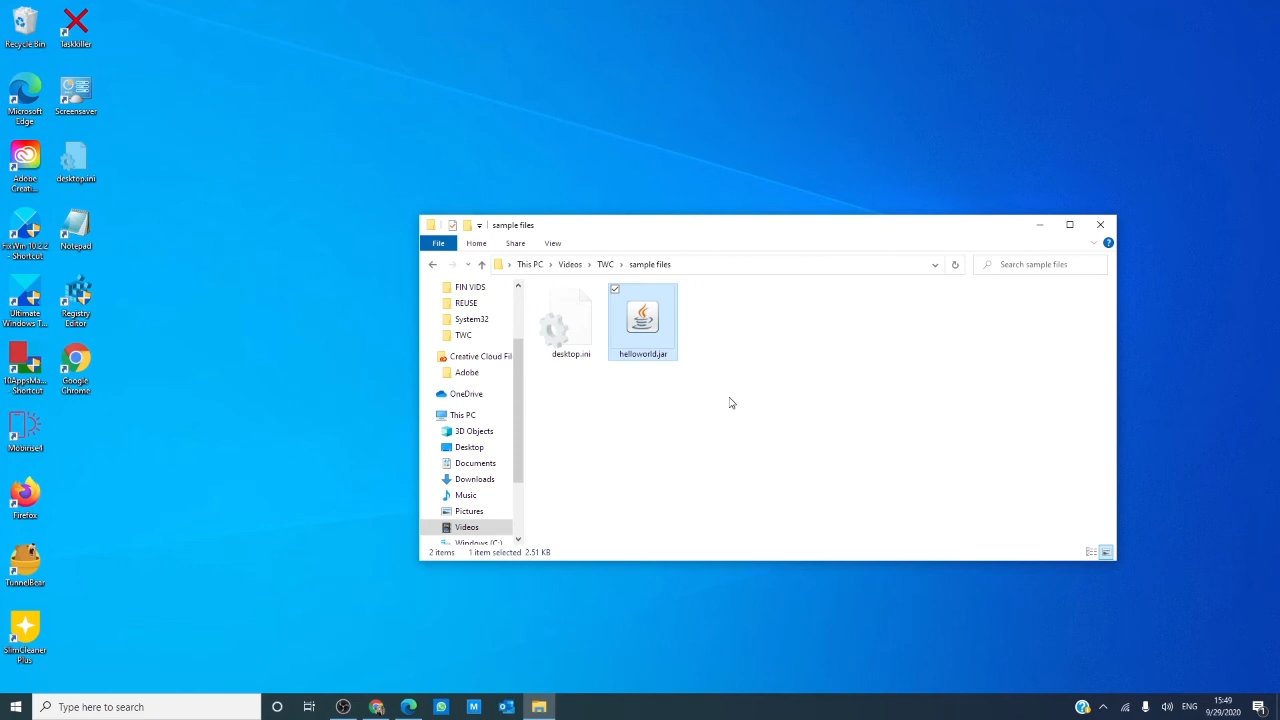 Recycle Bin
Taskkiller
Microsoft
Edge
Screensaver
Adobe
Creati...
desktop.ini
FixWin 10.2.2
- Shortcut
Notepad
Ultimate
Windows T...
Registry
Editor
10AppsMa...
- Shortcut
Google
Chrome
Mobirise4
Firefox
TunnelBear
SlimCleaner
Plus
sample files
File Home Share View
This PC > Videos > TWC > sample files
Search sample files
FIN VIDS
REUSE
System32
TWC
Creative Cloud Fil
Adobe
OneDrive
This PC
3D Objects
Desktop
Documents
Downloads
Music
Pictures
Videos
Windows (C:)
desktop.ini
helloworld.jar
2 items 1 item selected 2.51 KB
Type here to search
ENG
15:49
9/29/2020